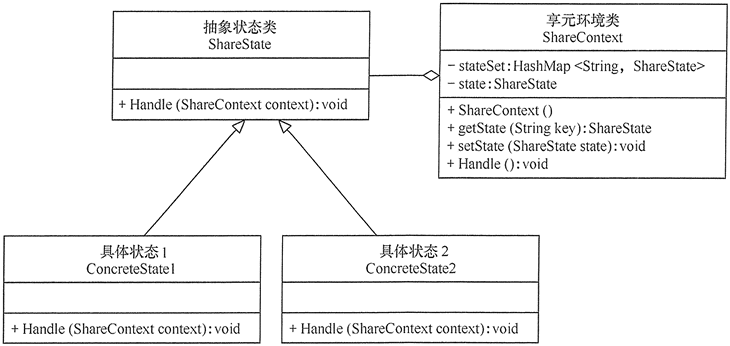 抽象状态类
ShareState
+ Handle (ShareContext context): void
享元环境类
ShareContext
− stateSet:HashMap <String, ShareState>
− state:ShareState
+ ShareContext ()
+ getState (String key):ShareState
+ setState (ShareState state):void
+ Handle ():void
具体状态1
ConcreteState1
+ Handle (ShareContext context): void
具体状态2
ConcreteState2
+ Handle (ShareContext context): void